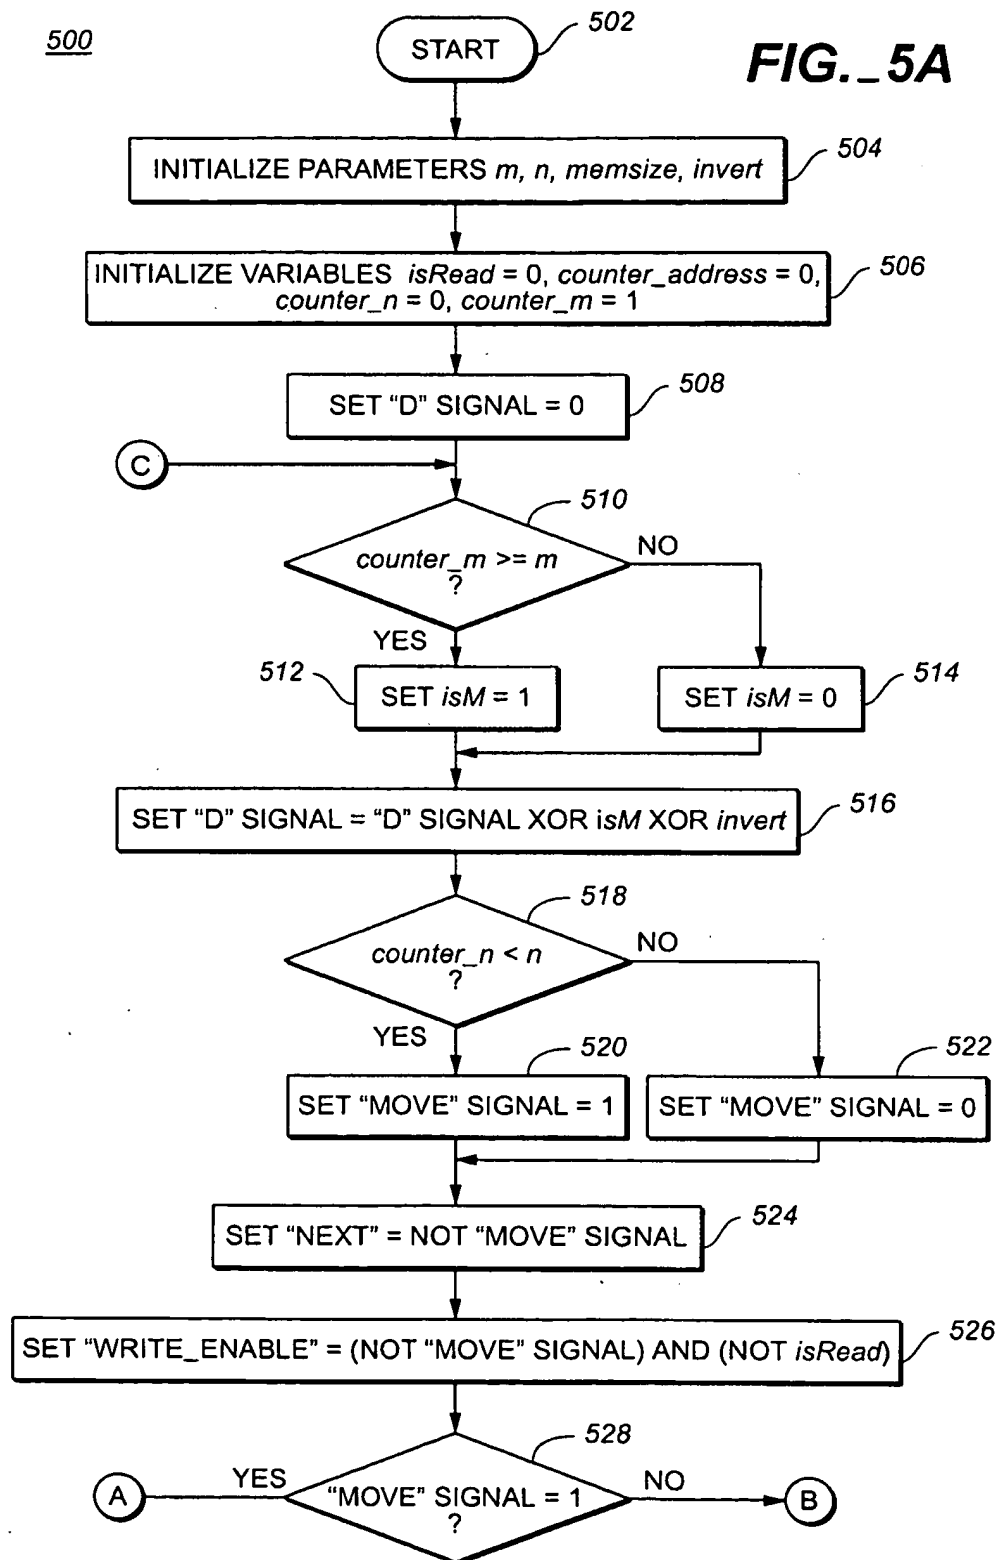 500
502
START
FIG._5A
504
INITIALIZE PARAMETERS m, n, memsize, invert
506
INITIALIZE VARIABLES isRead = 0, counter_address = 0,
counter_n = 0, counter_m = 1
508
SET “D” SIGNAL = 0
C
510
counter_m >= m
?
NO
YES
512
SET isM = 1
514
SET isM = 0
516
SET “D” SIGNAL = “D” SIGNAL XOR isM XOR invert
518
counter_n < n
?
NO
YES
520
SET “MOVE” SIGNAL = 1
522
SET “MOVE” SIGNAL = 0
524
SET “NEXT” = NOT “MOVE” SIGNAL
526
SET “WRITE_ENABLE” = (NOT “MOVE” SIGNAL) AND (NOT isRead)
528
A
YES
“MOVE” SIGNAL = 1
?
NO
B